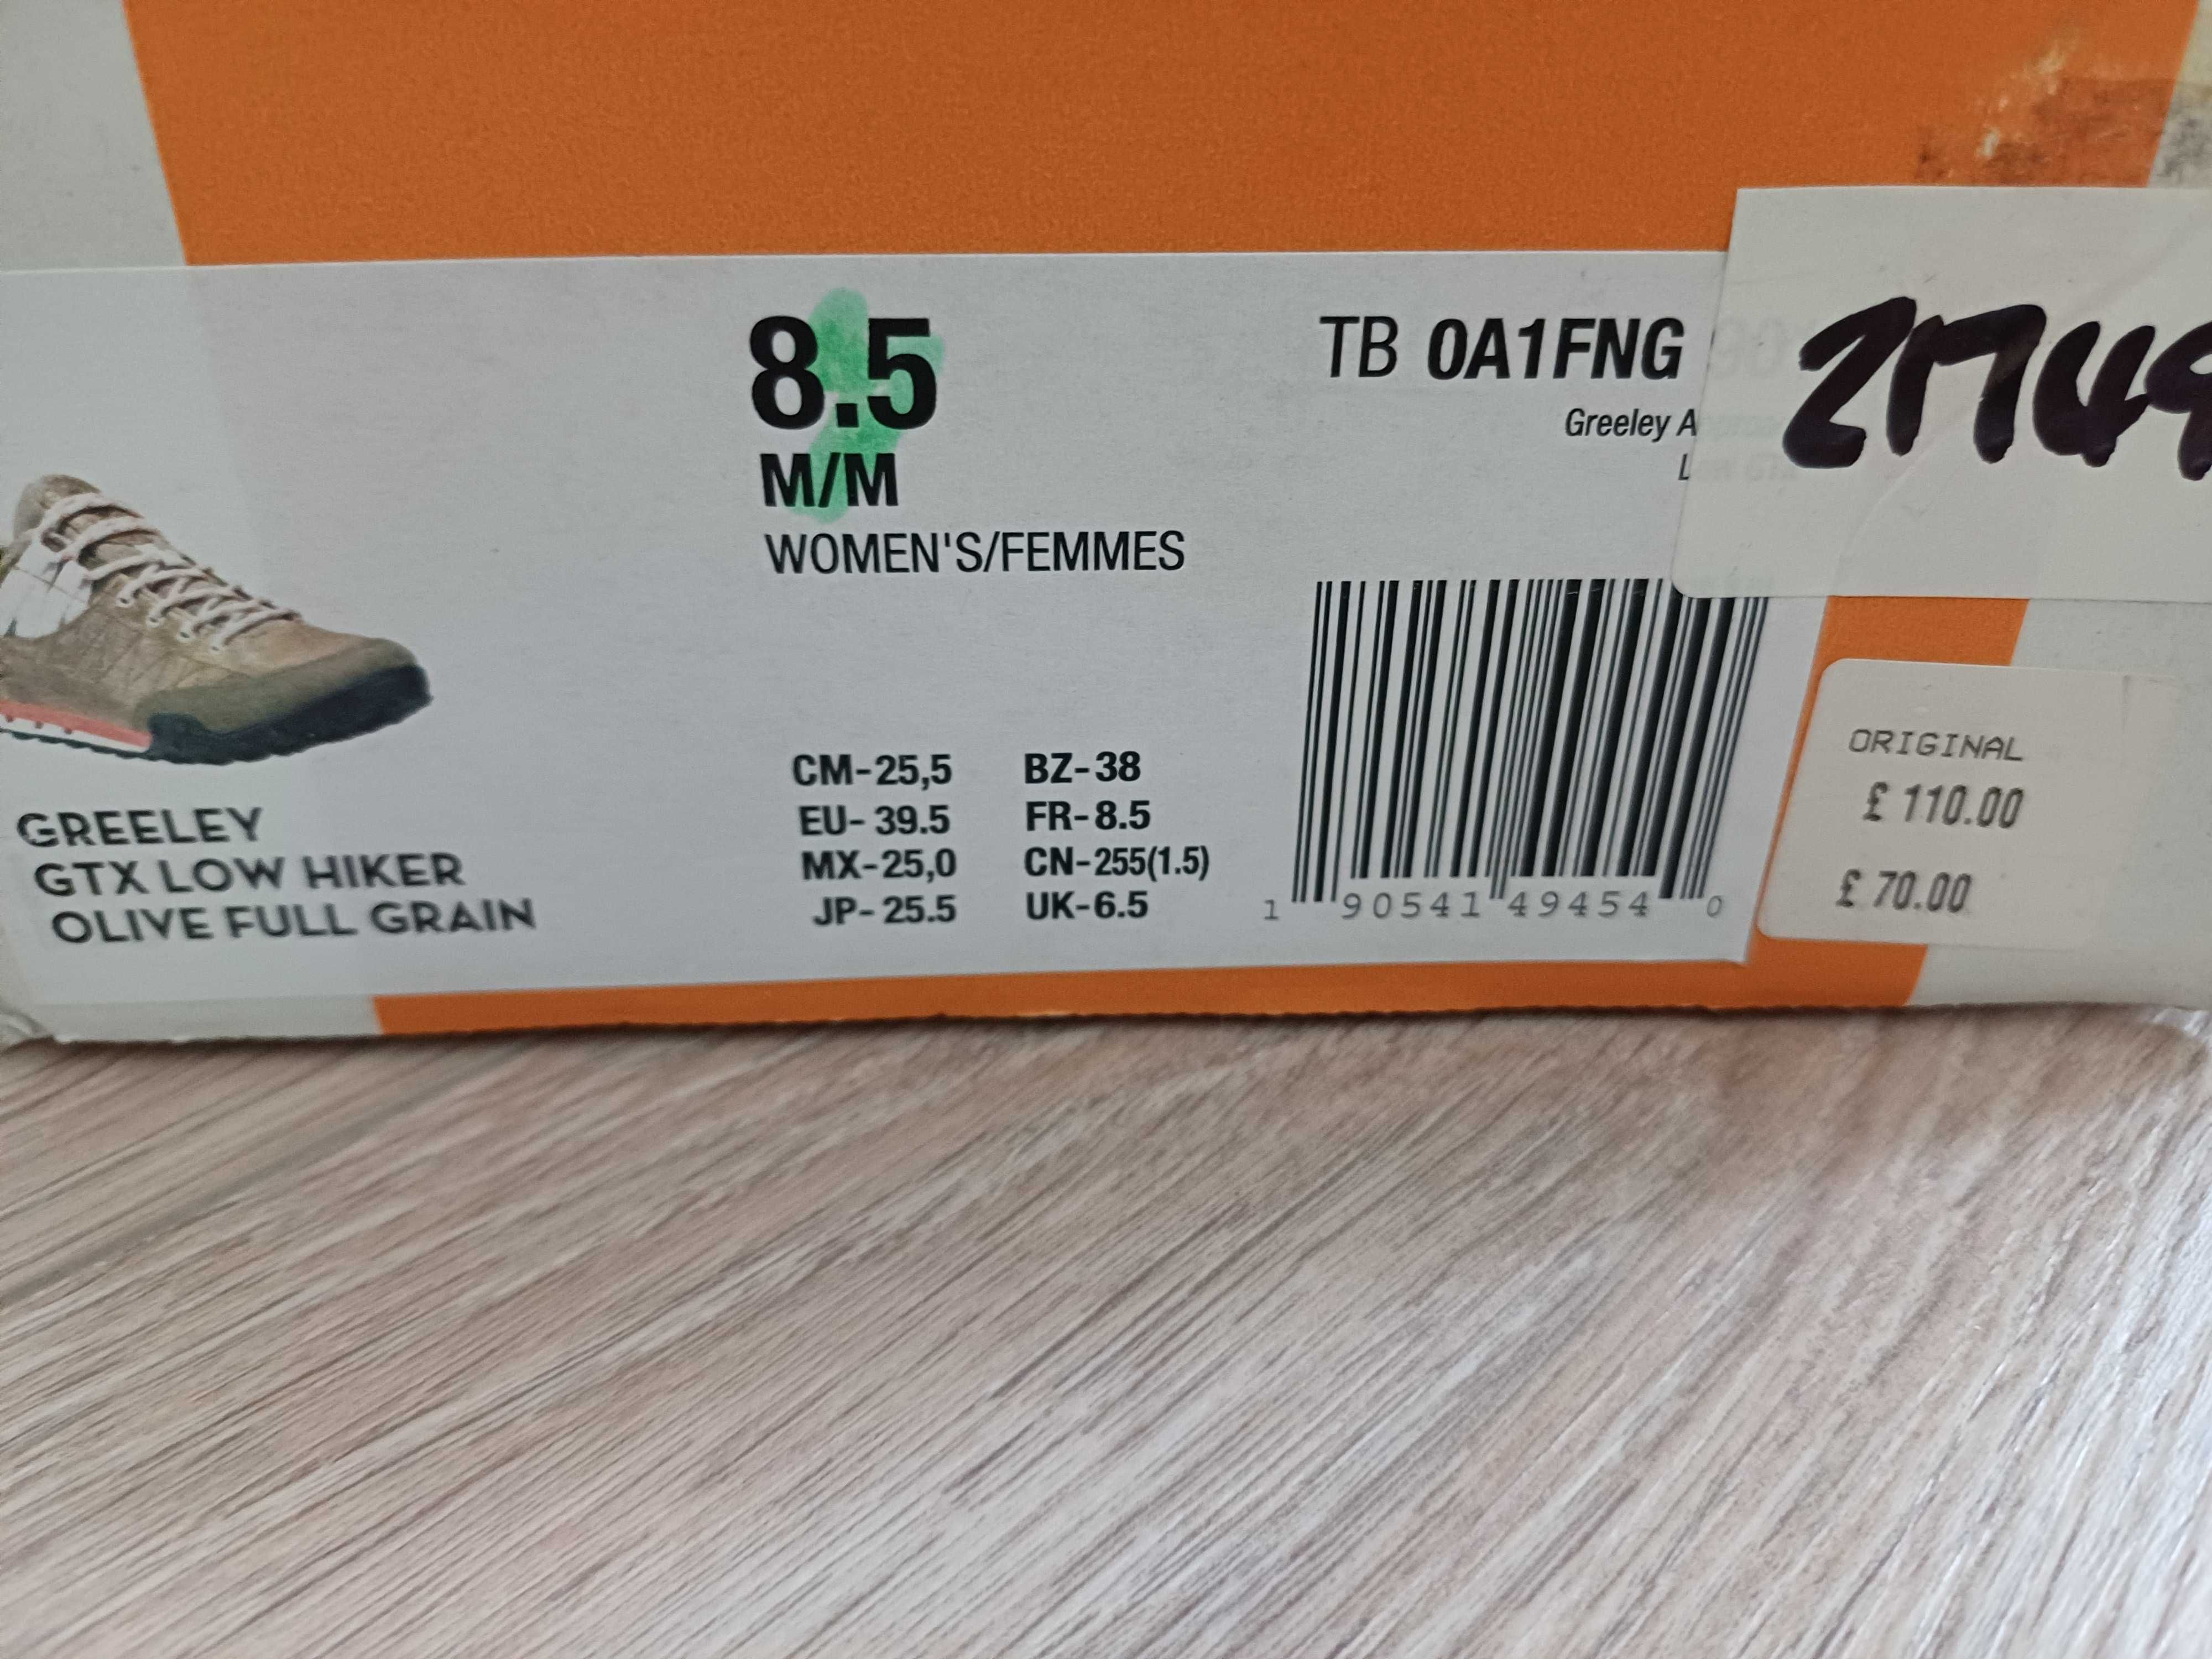 8.5
M/M
WOMEN'S/FEMMES
TB 0A1FNG
Greeley
GREELEY
GTX LOW HIKER
OLIVE FULL GRAIN
CM-25,5 BZ-38
EU-39.5 FR-8.5
MX-25,0 CN-255(1.5)
JP-25.5 UK-6.5
1 90541 49454 0
ORIGINAL
£ 110.00
£ 70.00